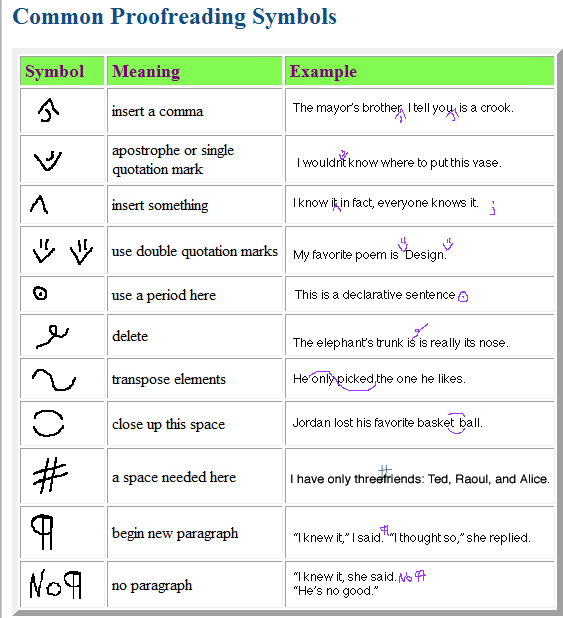 Common Proofreading Symbols
Symbol Meaning Example
insert a comma The mayor's brother, I tell you, is a crook.
apostrophe or single
quotation mark I wouldn't know where to put this vase.
insert something I know it in fact, everyone knows it. ;
use double quotation marks My favorite poem is "Design."
use a period here This is a declarative sentence
delete The elephant's trunk is is really its nose.
transpose elements He only picked the one he likes.
close up this space Jordan lost his favorite basket ball.
# a space needed here I have only threefriends: Ted, Raoul, and Alice. #
¶ begin new paragraph "I knew it," I said. ¶ "I thought so," she replied.
No ¶ no paragraph "I knew it, she said. No ¶
"He's no good."